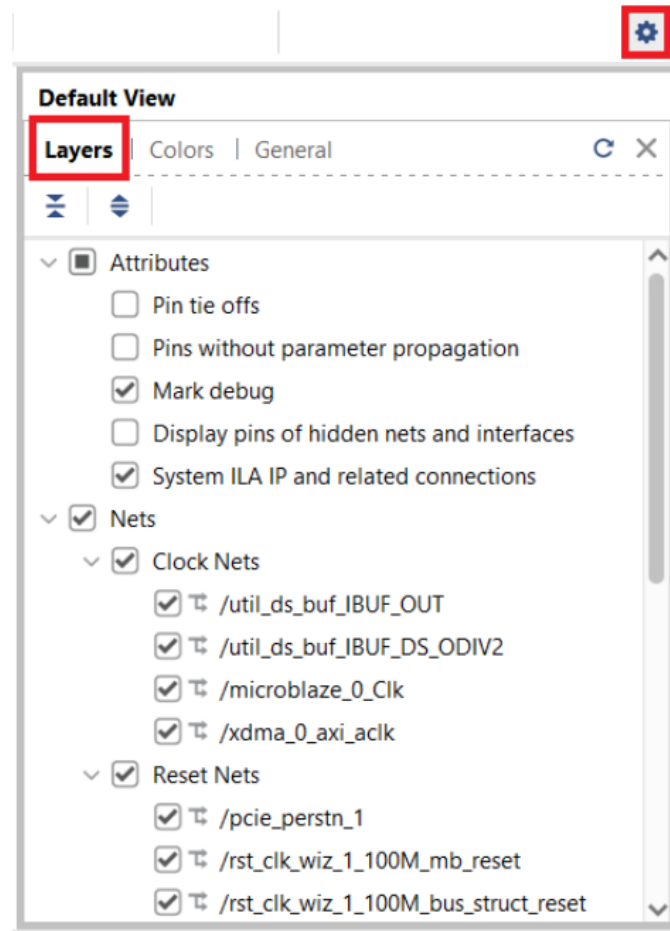 Default View
Layers | Colors | General
Attributes
Pin tie offs
Pins without parameter propagation
Mark debug
Display pins of hidden nets and interfaces
System ILA IP and related connections
Nets
Clock Nets
/util_ds_buf_IBUF_OUT
/util_ds_buf_IBUF_DS_ODIV2
/microblaze_0_Clk
/xdma_0_axi_aclk
Reset Nets
/pcie_perstn_1
/rst_clk_wiz_1_100M_mb_reset
/rst_clk_wiz_1_100M_bus_struct_reset